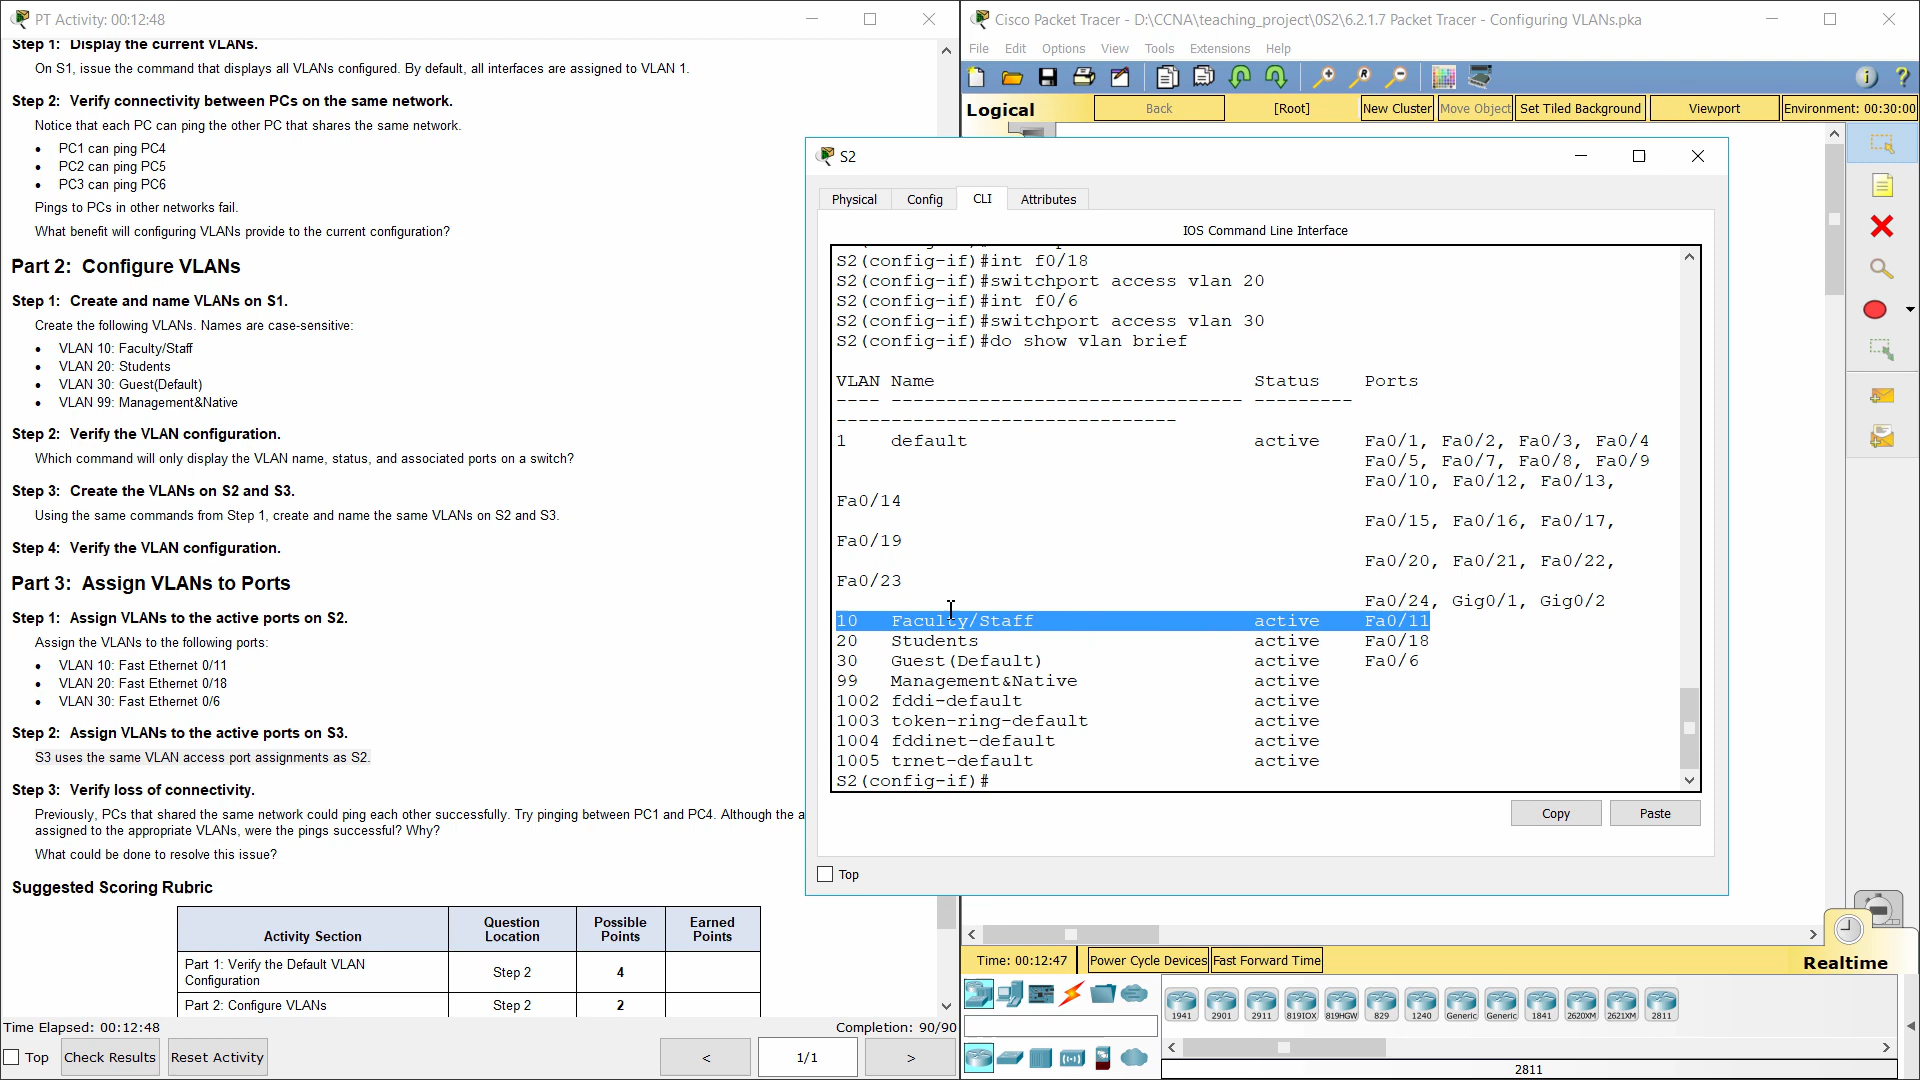 PT Activity: 00:12:48
Step 1: Display the current VLANs.
On S1, issue the command that displays all VLANs configured. By default, all interfaces are assigned to VLAN 1.
Step 2: Verify connectivity between PCs on the same network.
Notice that each PC can ping the other PC that shares the same network.
• PC1 can ping PC4
• PC2 can ping PC5
• PC3 can ping PC6
Pings to PCs in other networks fail.
What benefit will configuring VLANs provide to the current configuration?
Part 2: Configure VLANs
Step 1: Create and name VLANs on S1.
Create the following VLANs. Names are case-sensitive:
• VLAN 10: Faculty/Staff
• VLAN 20: Students
• VLAN 30: Guest(Default)
• VLAN 99: Management&Native
Step 2: Verify the VLAN configuration.
Which command will only display the VLAN name, status, and associated ports on a switch?
Step 3: Create the VLANs on S2 and S3.
Using the same commands from Step 1, create and name the same VLANs on S2 and S3.
Step 4: Verify the VLAN configuration.
Part 3: Assign VLANs to Ports
Step 1: Assign VLANs to the active ports on S2.
Assign the VLANs to the following ports:
• VLAN 10: Fast Ethernet 0/11
• VLAN 20: Fast Ethernet 0/18
• VLAN 30: Fast Ethernet 0/6
Step 2: Assign VLANs to the active ports on S3.
S3 uses the same VLAN access port assignments as S2.
Step 3: Verify loss of connectivity.
Previously, PCs that shared the same network could ping each other successfully. Try pinging between PC1 and PC4. Although the a
assigned to the appropriate VLANs, were the pings successful? Why?
What could be done to resolve this issue?
Suggested Scoring Rubric
Activity Section Question Location Possible Points Earned Points
Part 1: Verify the Default VLAN Configuration Step 2 4
Part 2: Configure VLANs Step 2 2
Time Elapsed: 00:12:48 Completion: 90/90
Top Check Results Reset Activity < 1/1 >
Cisco Packet Tracer - D:\CCNA\teaching_project\0S2\6.2.1.7 Packet Tracer - Configuring VLANs.pka
File Edit Options View Tools Extensions Help
Logical Back [Root] New Cluster Move Object Set Tiled Background Viewport Environment: 00:30:00
S2
Physical Config CLI Attributes
IOS Command Line Interface
S2(config-if)#int f0/18
S2(config-if)#switchport access vlan 20
S2(config-if)#int f0/6
S2(config-if)#switchport access vlan 30
S2(config-if)#do show vlan brief
VLAN Name Status Ports
---- -------------------------------- ---------
-------------------------------
1 default active Fa0/1, Fa0/2, Fa0/3, Fa0/4
Fa0/5, Fa0/7, Fa0/8, Fa0/9
Fa0/10, Fa0/12, Fa0/13,
Fa0/14
Fa0/15, Fa0/16, Fa0/17,
Fa0/19
Fa0/20, Fa0/21, Fa0/22,
Fa0/23
Fa0/24, Gig0/1, Gig0/2
10 Faculty/Staff active Fa0/11
20 Students active Fa0/18
30 Guest(Default) active Fa0/6
99 Management&Native active
1002 fddi-default active
1003 token-ring-default active
1004 fddinet-default active
1005 trnet-default active
S2(config-if)#
Copy Paste
Top
Time: 00:12:47 Power Cycle Devices Fast Forward Time
Realtime
1941 2901 2911 819IOX 819HGW 829 1240 Generic Generic 1841 2620XM 2621XM 2811
2811